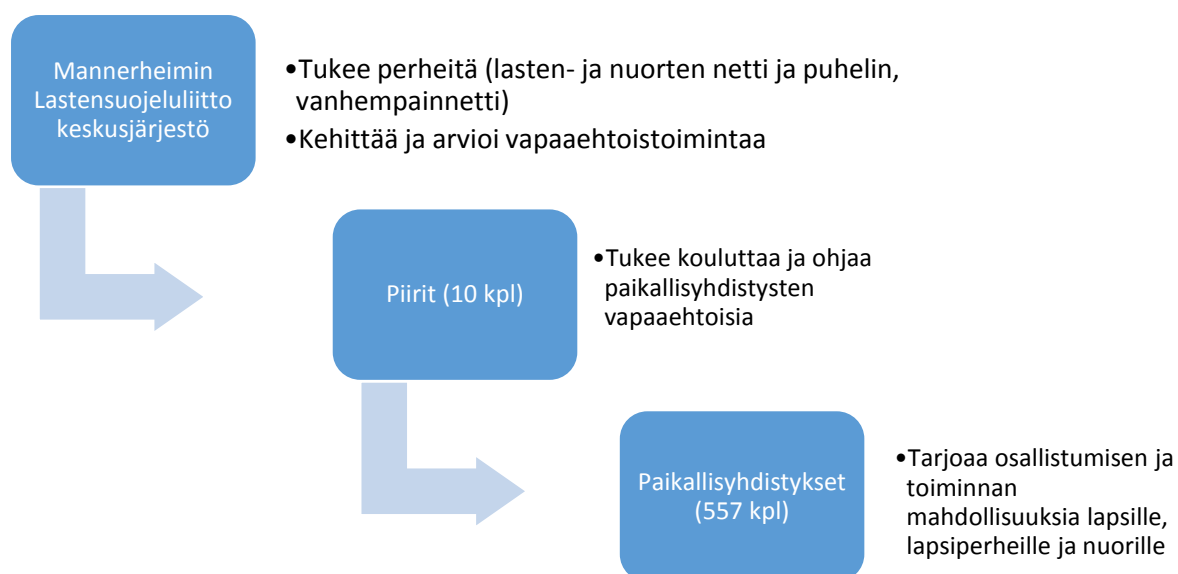 Mannerheimin
Lastensuojeluliitto
keskusjärjestö
•Tukee perheitä (lasten- ja nuorten netti ja puhelin,
vanhempainnetti)
•Kehittää ja arvioi vapaaehtoistoimintaa
Piirit (10 kpl)
•Tukee kouluttaa ja ohjaa
paikallisyhdistysten
vapaaehtoisia
Paikallisyhdistykset
(557 kpl)
•Tarjoaa osallistumisen ja
toiminnan
mahdollisuuksia lapsille,
lapsiperheille ja nuorille